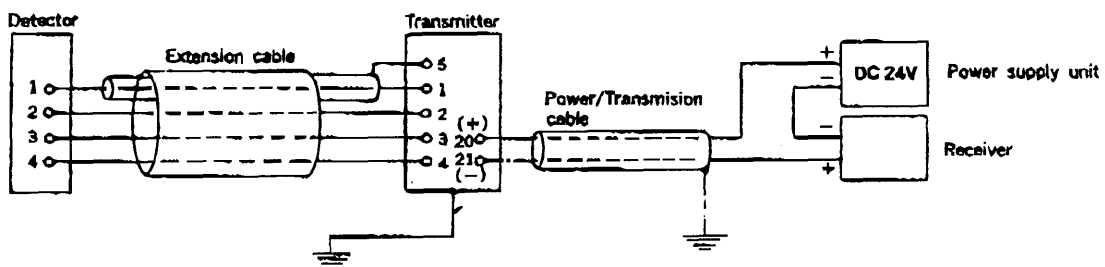 Detector
Transmitter
Extension cable
1
2
3
4
5
1
2
3
4
(+)
20
21
(−)
Power/Transmision
cable
+
−
DC 24V
Power supply unit
−
+
Receiver